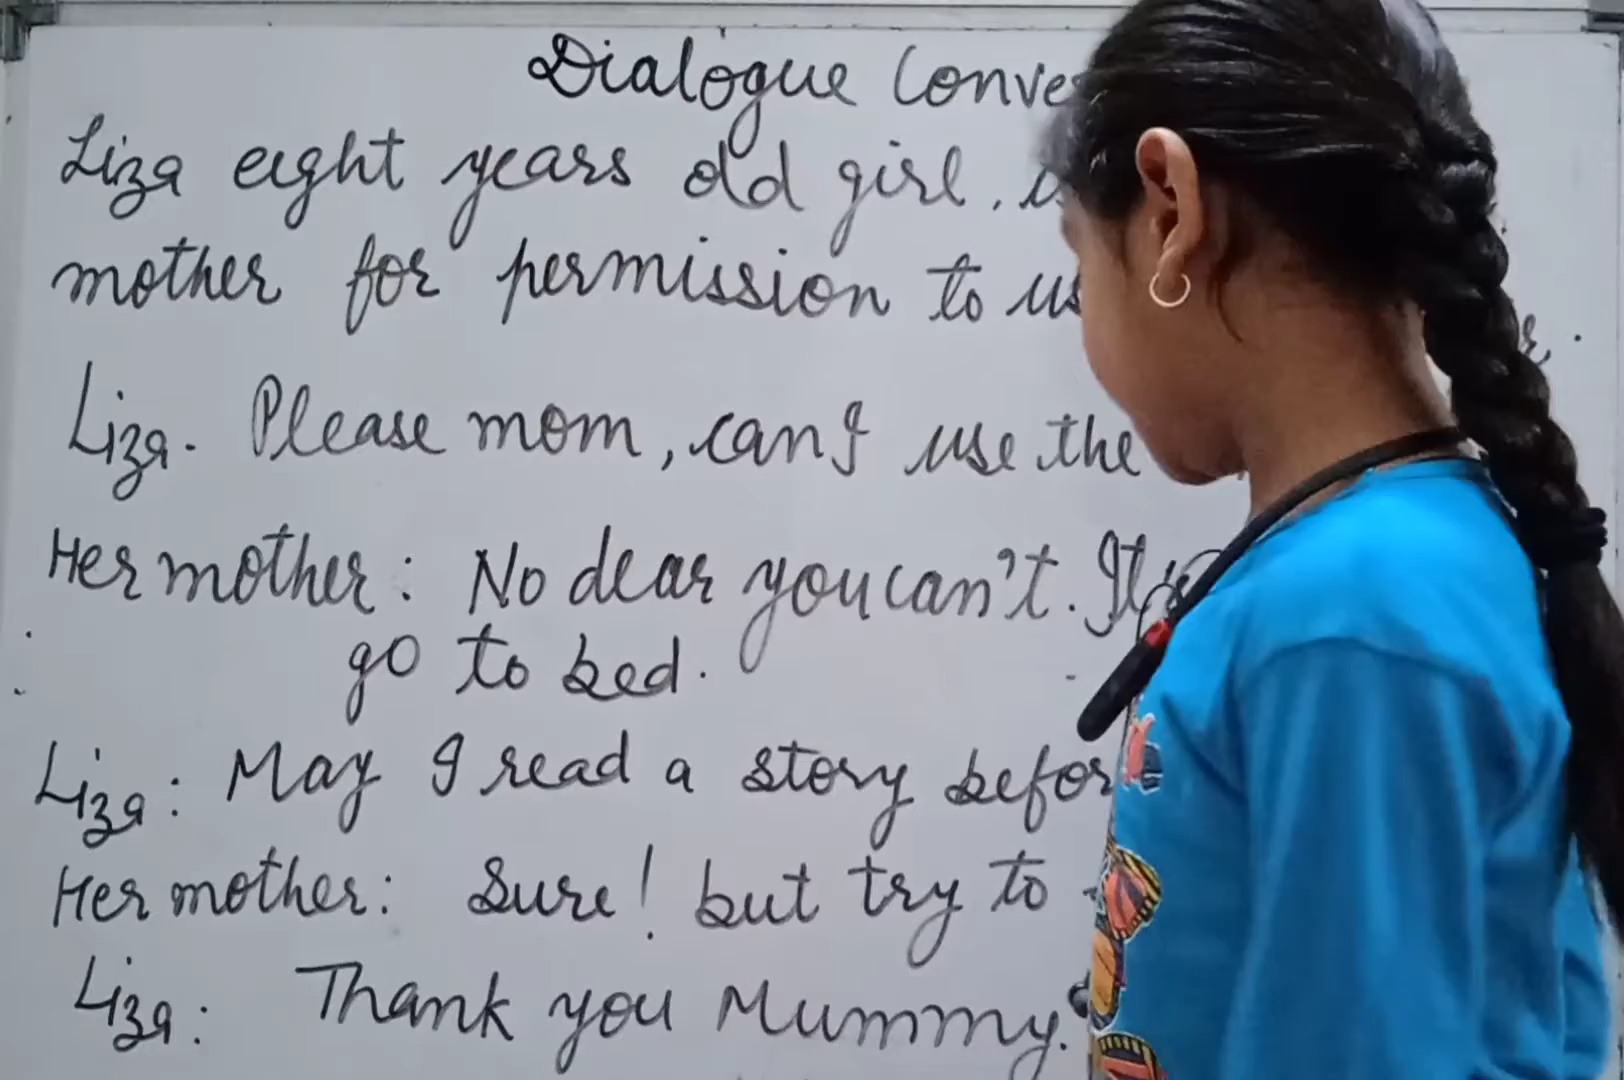 Dialogue Conve
Liza eight years old girl.
mother for permission to us
Liza. Please mom, can I use the
Her mother: No dear you can't. It
go to bed.
Liza: May I read a story befor
Her mother: Sure! but try to
Liza: Thank you Mummy.